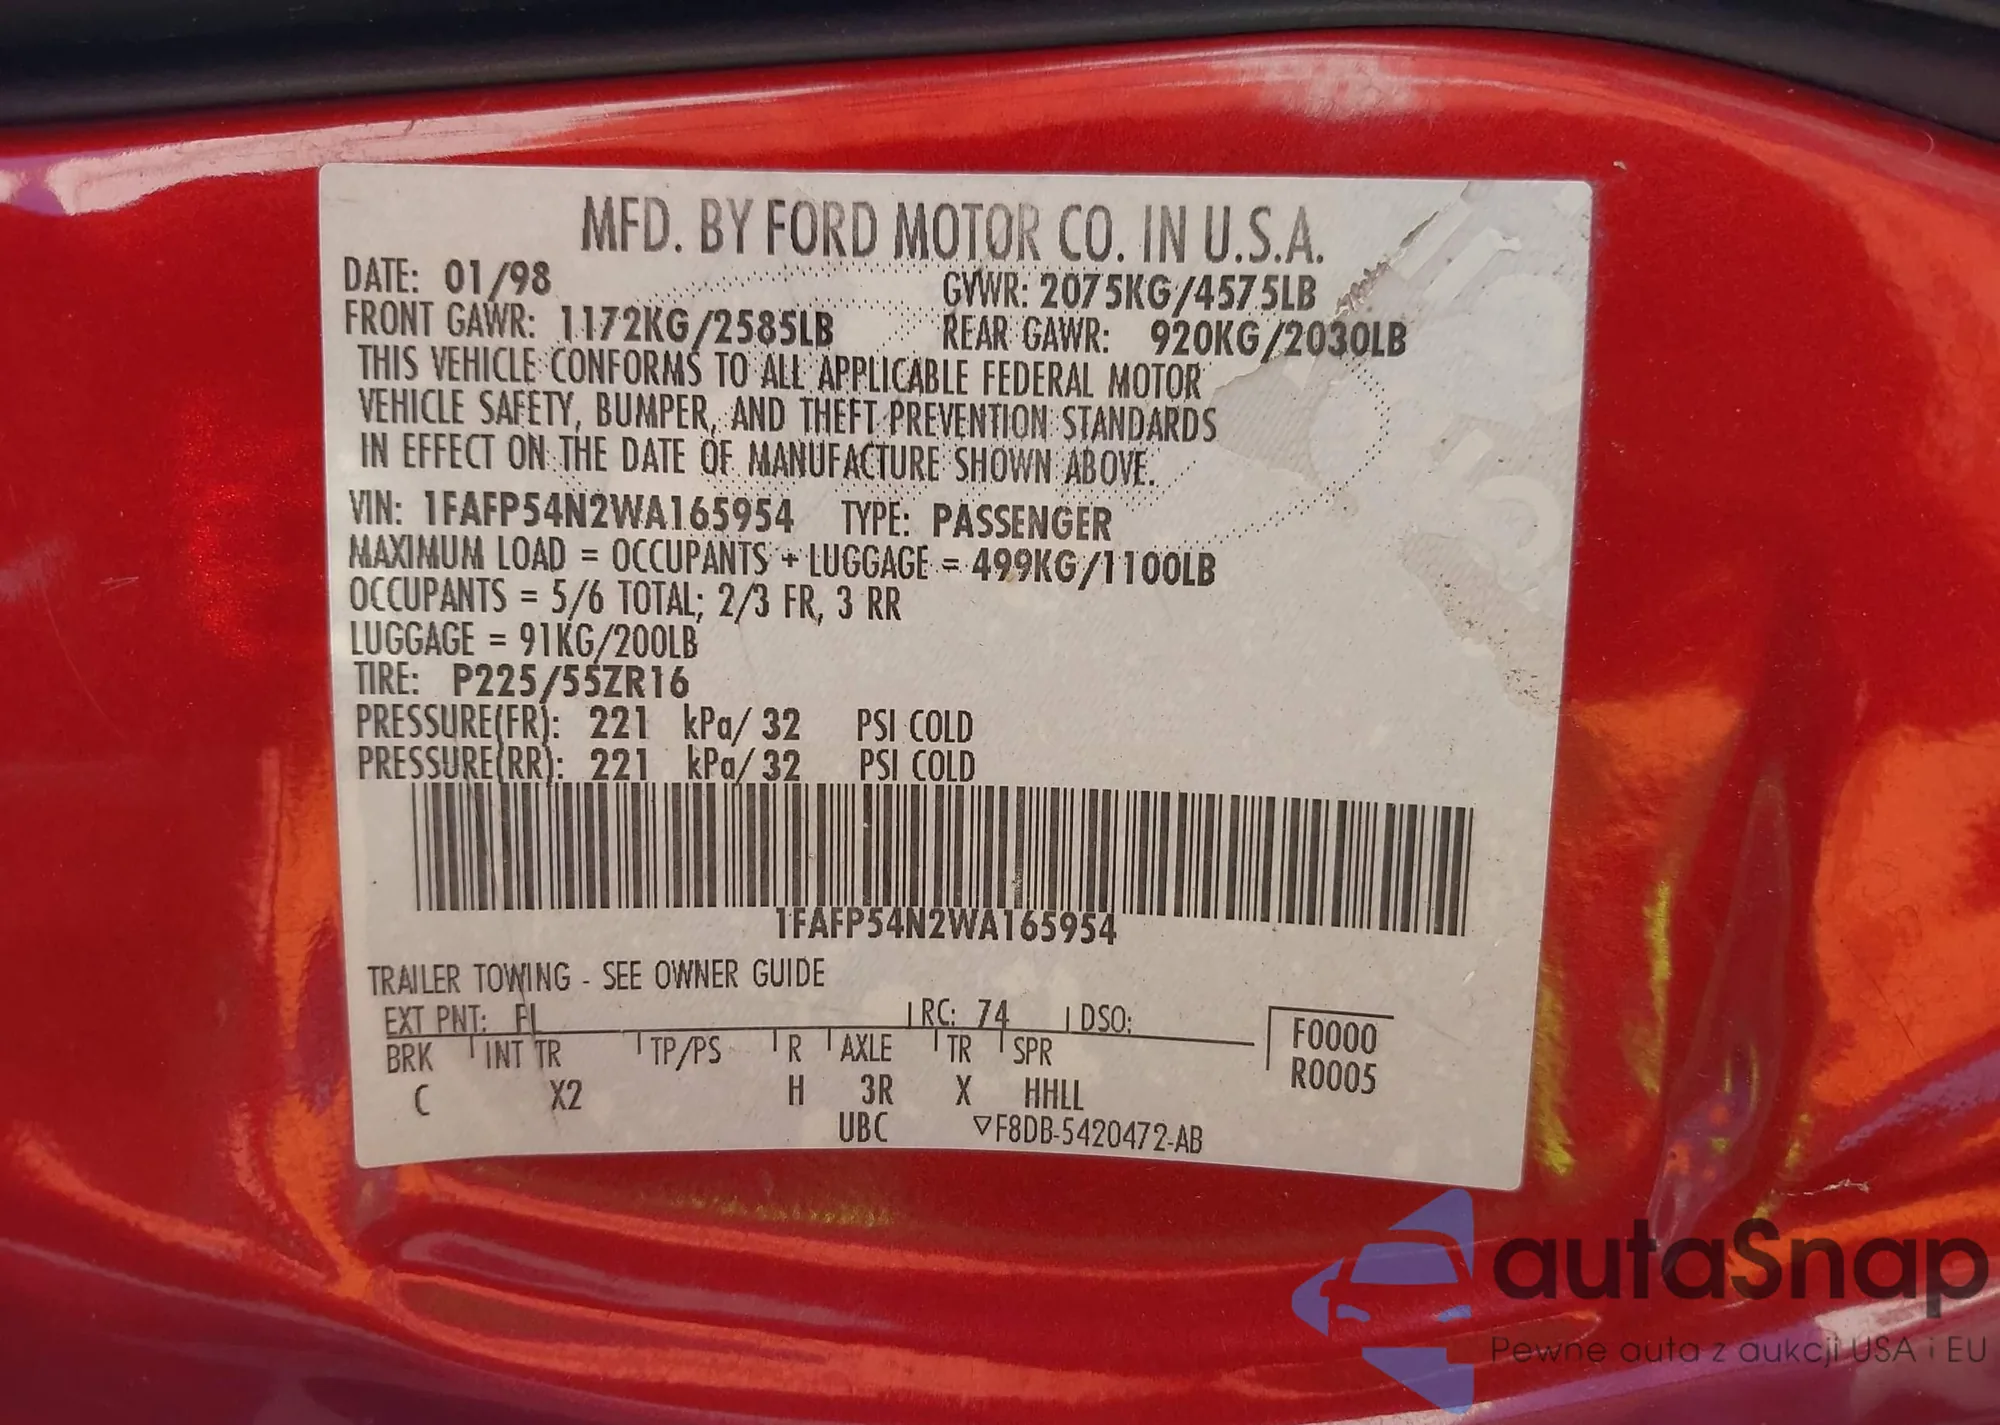 MFD. BY FORD MOTOR CO. IN U.S.A.
DATE: 01/98 GVWR: 2075KG/4575LB
FRONT GAWR: 1172KG/2585LB REAR GAWR: 920KG/2030LB
THIS VEHICLE CONFORMS TO ALL APPLICABLE FEDERAL MOTOR
VEHICLE SAFETY, BUMPER, AND THEFT PREVENTION STANDARDS
IN EFFECT ON THE DATE OF MANUFACTURE SHOWN ABOVE.
VIN: 1FAFP54N2WA165954 TYPE: PASSENGER
MAXIMUM LOAD = OCCUPANTS + LUGGAGE = 499KG/1100LB
OCCUPANTS = 5/6 TOTAL; 2/3 FR, 3 RR
LUGGAGE = 91KG/200LB
TIRE: P225/55ZR16
PRESSURE(FR): 221 kPa/ 32 PSI COLD
PRESSURE(RR): 221 kPa/ 32 PSI COLD
1FAFP54N2WA165954
TRAILER TOWING - SEE OWNER GUIDE
EXT PNT: FL RC: 74 DSO: F0000
BRK INT TR TP/PS R AXLE TR SPR R0005
C X2 H 3R X HHLL
UBC ▽F8DB-5420472-AB
autaSnap
Pewne auta z aukcji USA i EU